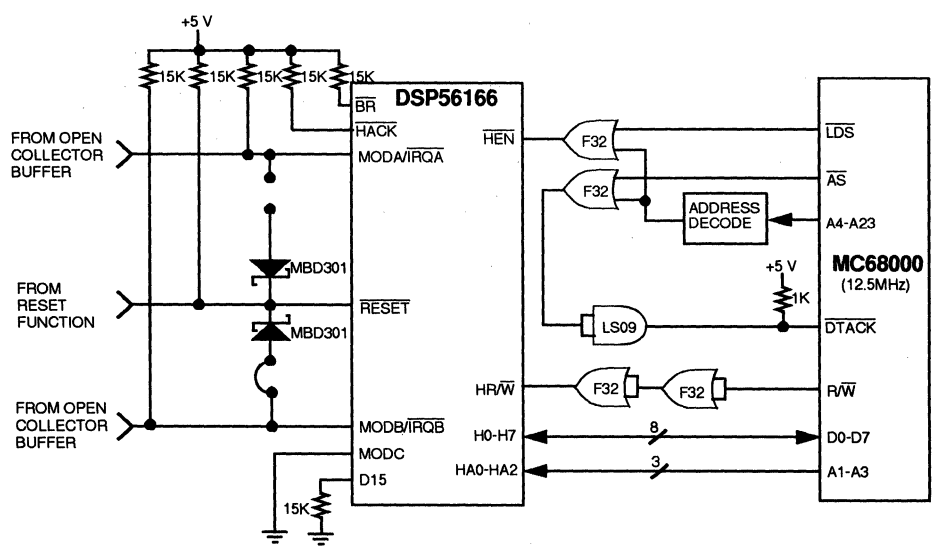 +5 V
15K
15K
15K
15K
15K
DSP56166
BR
HACK
FROM OPEN
COLLECTOR
BUFFER
MODA/IRQA
HEN
F32
LDS
F32
AS
ADDRESS
DECODE
A4-A23
MBD301
+5 V
MC68000
(12.5MHz)
1K
FROM
RESET
FUNCTION
RESET
MBD301
LS09
DTACK
HR/W
F32
F32
R/W
FROM OPEN
COLLECTOR
BUFFER
MODB/IRQB
H0-H7
8
D0-D7
MODC
HA0-HA2
3
A1-A3
D15
15K